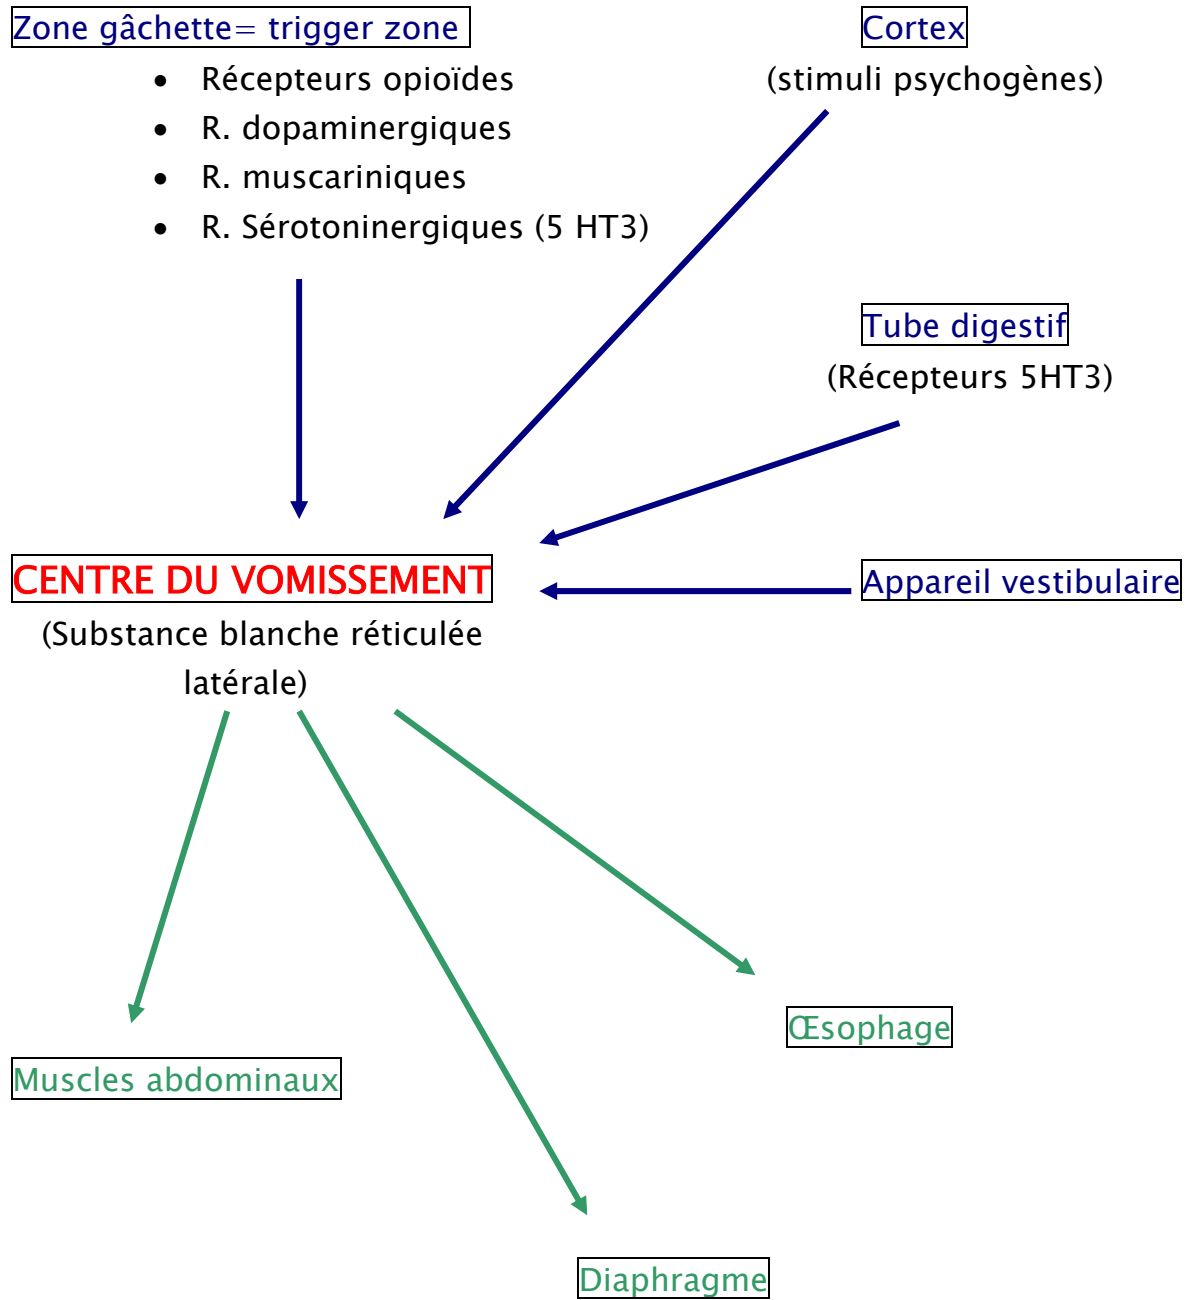 Zone gâchette= trigger zone
Cortex
• Récepteurs opioïdes
(stimuli psychogènes)
• R. dopaminergiques
• R. muscariniques
• R. Sérotoninergiques (5 HT3)
Tube digestif
(Récepteurs 5HT3)
CENTRE DU VOMISSEMENT
Appareil vestibulaire
(Substance blanche réticulée
latérale)
Œsophage
Muscles abdominaux
Diaphragme